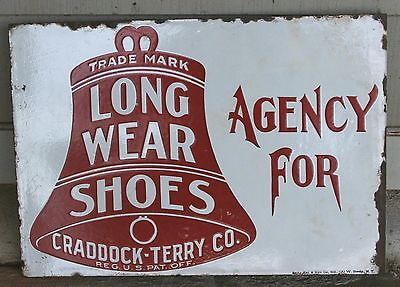 TRADE MARK
LONG
WEAR
SHOES
CRADDOCK-TERRY CO.
REG. U.S. PAT. OFF.
AGENCY
FOR